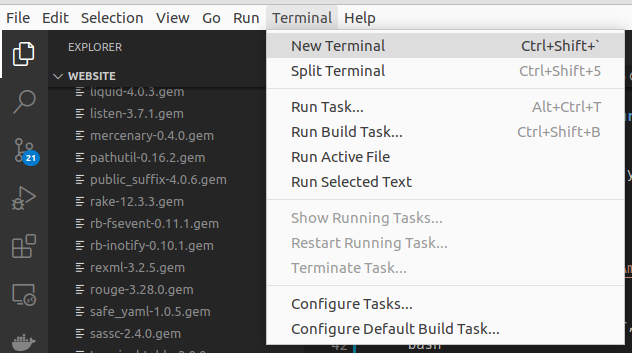 File Edit Selection View Go Run Terminal Help
EXPLORER
WEBSITE
liquid-4.0.3.gem
listen-3.7.1.gem
mercenary-0.4.0.gem
pathutil-0.16.2.gem
public_suffix-4.0.6.gem
rake-12.3.3.gem
rb-fsevent-0.11.1.gem
rb-inotify-0.10.1.gem
rexml-3.2.5.gem
rouge-3.28.0.gem
safe_yaml-1.0.5.gem
sassc-2.4.0.gem
21
New Terminal Ctrl+Shift+`
Split Terminal Ctrl+Shift+5
Run Task... Alt+Ctrl+T
Run Build Task... Ctrl+Shift+B
Run Active File
Run Selected Text
Show Running Tasks...
Restart Running Task...
Terminate Task...
Configure Tasks...
Configure Default Build Task...
42 bash